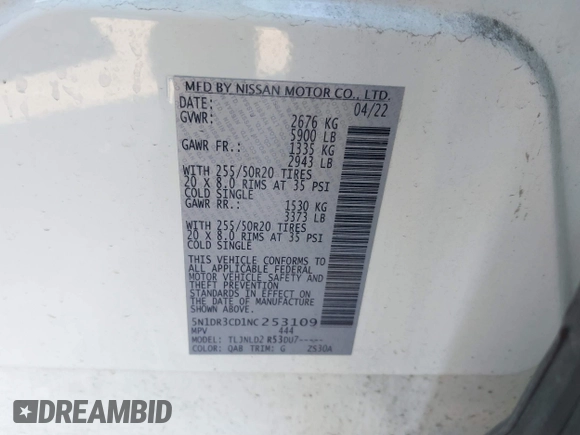 MFD BY NISSAN MOTOR CO., LTD.
DATE: 04/22
GVWR: 2676 KG
5900 LB
GAWR FR.: 1335 KG
2943 LB
WITH 255/50R20 TIRES
20 X 8.0 RIMS AT 35 PSI
COLD SINGLE
GAWR RR.: 1530 KG
3373 LB
WITH 255/50R20 TIRES
20 X 8.0 RIMS AT 35 PSI
COLD SINGLE
THIS VEHICLE CONFORMS TO
ALL APPLICABLE FEDERAL
MOTOR VEHICLE SAFETY AND
THEFT PREVENTION
STANDARDS IN EFFECT ON
THE DATE OF MANUFACTURE
SHOWN ABOVE
5N1DR3CD1NC253109
MPV 444
MODEL: TLJNLDZ R53DU7-----
COLOR: QAB TRIM: G 2530A
DREAMBID
DREAMBID